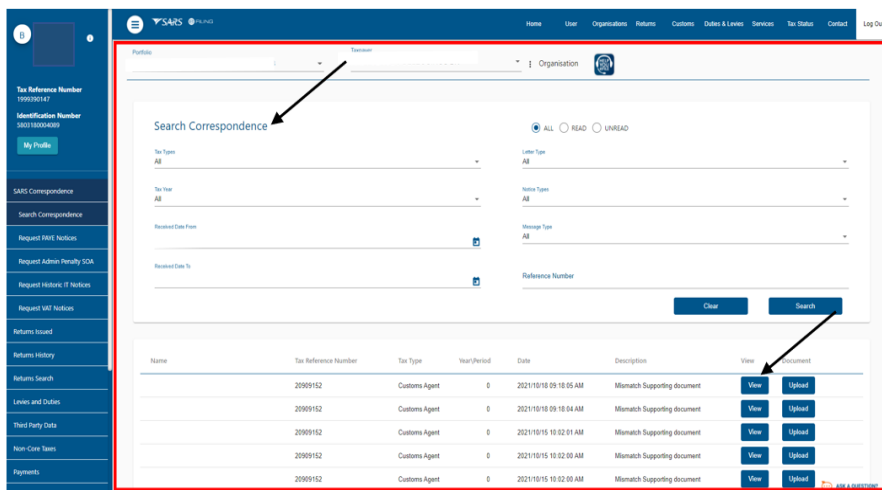 B
SARS eFILING
Home User Organisations Returns Customs Duties & Levies Services Tax Status Contact Log Ou
Portfolio
Taxpayer
Organisation
Tax Reference Number
1999390147
Identification Number
5803180004089
My Profile
SARS Correspondence
Search Correspondence
Request PAYE Notices
Request Admin Penalty SOA
Request Historic IT Notices
Request VAT Notices
Returns Issued
Returns History
Returns Search
Levies and Duties
Third Party Data
Non-Core Taxes
Payments
Search Correspondence
ALL READ UNREAD
Tax Types
All
Letter Type
All
Tax Year
All
Notice Types
All
Received Date From
Message Type
All
Received Date To
Reference Number
Clear Search
Name Tax Reference Number Tax Type Year\Period Date Description View Document
20909152 Customs Agent 0 2021/10/18 09:18:05 AM Mismatch Supporting document View Upload
20909152 Customs Agent 0 2021/10/18 09:18:04 AM Mismatch Supporting document View Upload
20909152 Customs Agent 0 2021/10/15 10:02:01 AM Mismatch Supporting document View Upload
20909152 Customs Agent 0 2021/10/15 10:02:00 AM Mismatch Supporting document View Upload
20909152 Customs Agent 0 2021/10/15 10:02:00 AM Mismatch Supporting document View Upload
ASK A QUESTION?